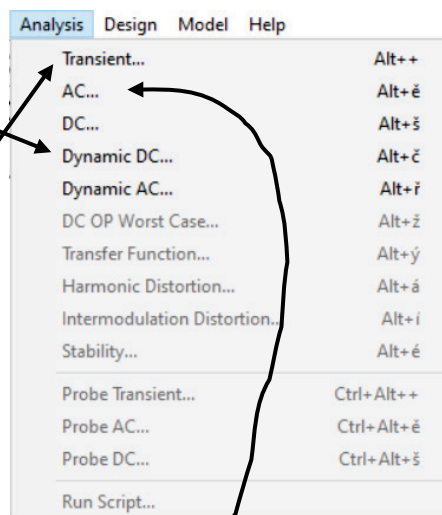 Analysis Design Model Help
Transient... Alt++
AC... Alt+ě
DC... Alt+š
Dynamic DC... Alt+č
Dynamic AC... Alt+ř
DC OP Worst Case... Alt+ž
Transfer Function... Alt+ý
Harmonic Distortion... Alt+á
Intermodulation Distortion... Alt+í
Stability... Alt+é
Probe Transient... Ctrl+Alt++
Probe AC... Ctrl+Alt+ě
Probe DC... Ctrl+Alt+š
Run Script...